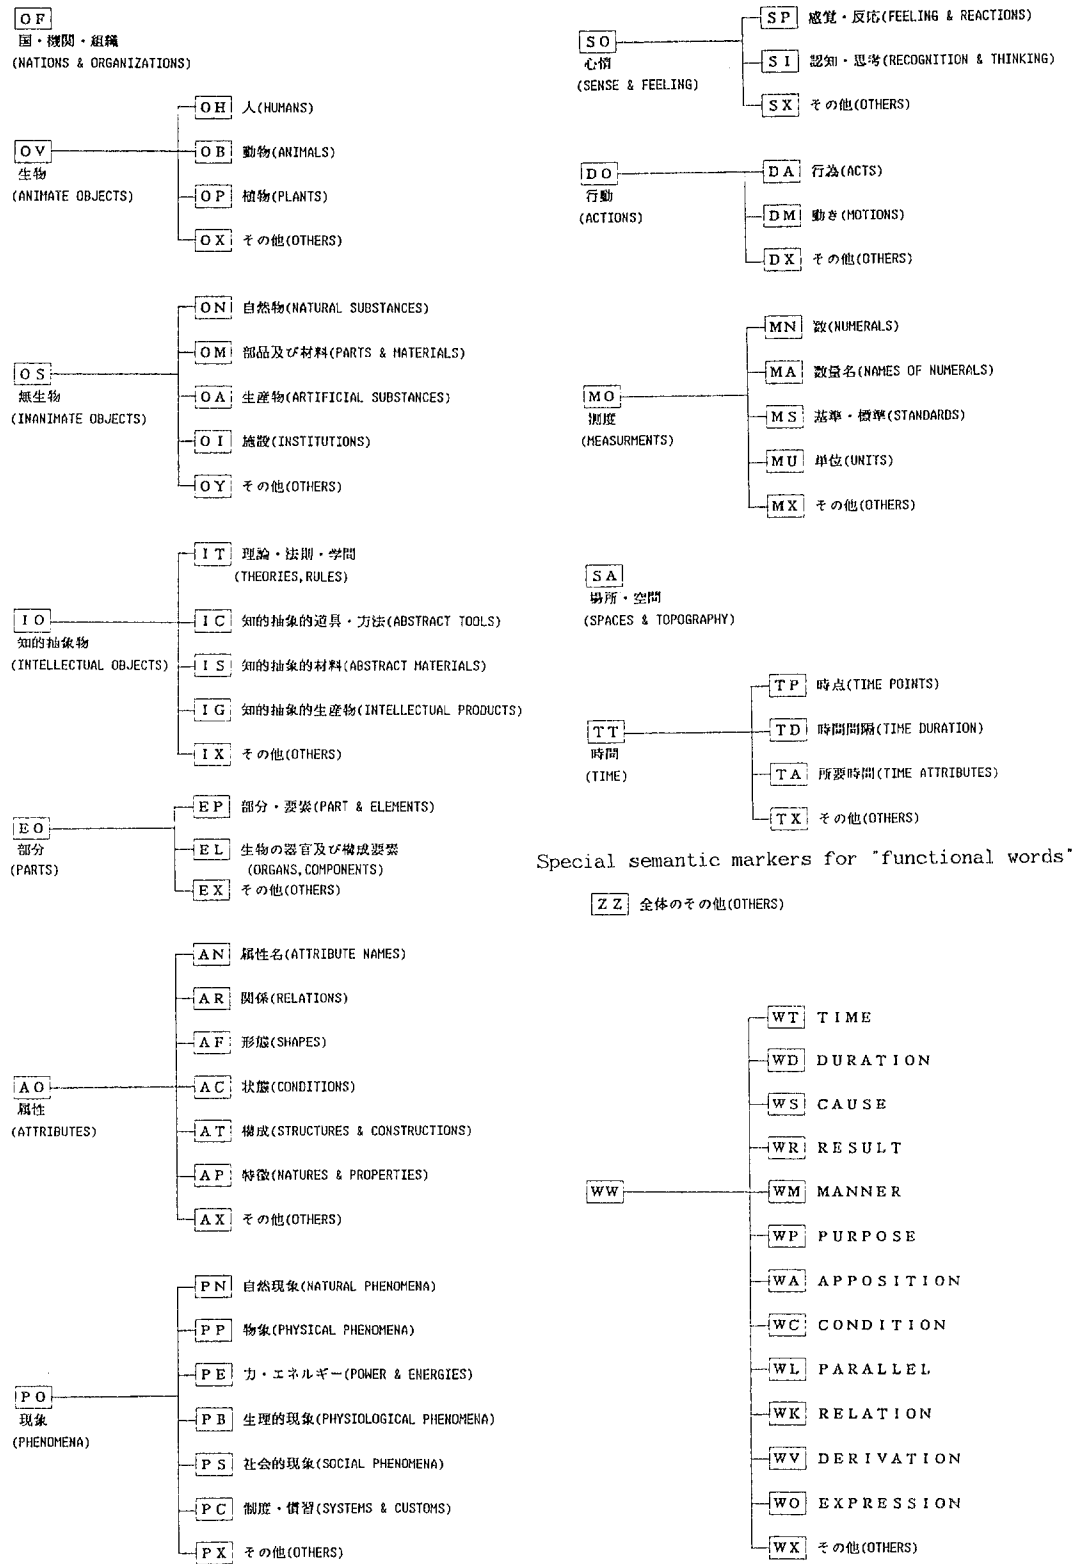 OF
国・機関・組織
(NATIONS & ORGANIZATIONS)
OV
生物
(ANIMATE OBJECTS)
OH 人(HUMANS)
OB 動物(ANIMALS)
OP 植物(PLANTS)
OX その他(OTHERS)
OS
無生物
(INANIMATE OBJECTS)
ON 自然物(NATURAL SUBSTANCES)
OM 部品及び材料(PARTS & MATERIALS)
OA 生産物(ARTIFICIAL SUBSTANCES)
OI 施設(INSTITUTIONS)
OY その他(OTHERS)
IO
知的抽象物
(INTELLECTUAL OBJECTS)
IT 理論・法則・学問
(THEORIES,RULES)
IC 知的抽象的道具・方法(ABSTRACT TOOLS)
IS 知的抽象的材料(ABSTRACT MATERIALS)
IG 知的抽象的生産物(INTELLECTUAL PRODUCTS)
IX その他(OTHERS)
EO
部分
(PARTS)
EP 部分・要素(PART & ELEMENTS)
EL 生物の器官及び構成要素
(ORGANS,COMPONENTS)
EX その他(OTHERS)
AO
属性
(ATTRIBUTES)
AN 属性名(ATTRIBUTE NAMES)
AR 関係(RELATIONS)
AF 形態(SHAPES)
AC 状態(CONDITIONS)
AT 構成(STRUCTURES & CONSTRUCTIONS)
AP 特徴(NATURES & PROPERTIES)
AX その他(OTHERS)
PO
現象
(PHENOMENA)
PN 自然現象(NATURAL PHENOMENA)
PP 物象(PHYSICAL PHENOMENA)
PE 力・エネルギー(POWER & ENERGIES)
PB 生理的現象(PHYSIOLOGICAL PHENOMENA)
PS 社会的現象(SOCIAL PHENOMENA)
PC 制度・慣習(SYSTEMS & CUSTOMS)
PX その他(OTHERS)
SO
心情
(SENSE & FEELING)
SP 感覚・反応(FEELING & REACTIONS)
SI 認知・思考(RECOGNITION & THINKING)
SX その他(OTHERS)
DO
行動
(ACTIONS)
DA 行為(ACTS)
DM 動き(MOTIONS)
DX その他(OTHERS)
MO
測度
(MEASURMENTS)
MN 数(NUMERALS)
MA 数量名(NAMES OF NUMERALS)
MS 基準・標準(STANDARDS)
MU 単位(UNITS)
MX その他(OTHERS)
SA
場所・空間
(SPACES & TOPOGRAPHY)
TT
時間
(TIME)
TP 時点(TIME POINTS)
TD 時間間隔(TIME DURATION)
TA 所要時間(TIME ATTRIBUTES)
TX その他(OTHERS)
Special semantic markers for "functional words"
ZZ 全体のその他(OTHERS)
WW
WT TIME
WD DURATION
WS CAUSE
WR RESULT
WM MANNER
WP PURPOSE
WA APPOSITION
WC CONDITION
WL PARALLEL
WK RELATION
WV DERIVATION
WO EXPRESSION
WX その他(OTHERS)